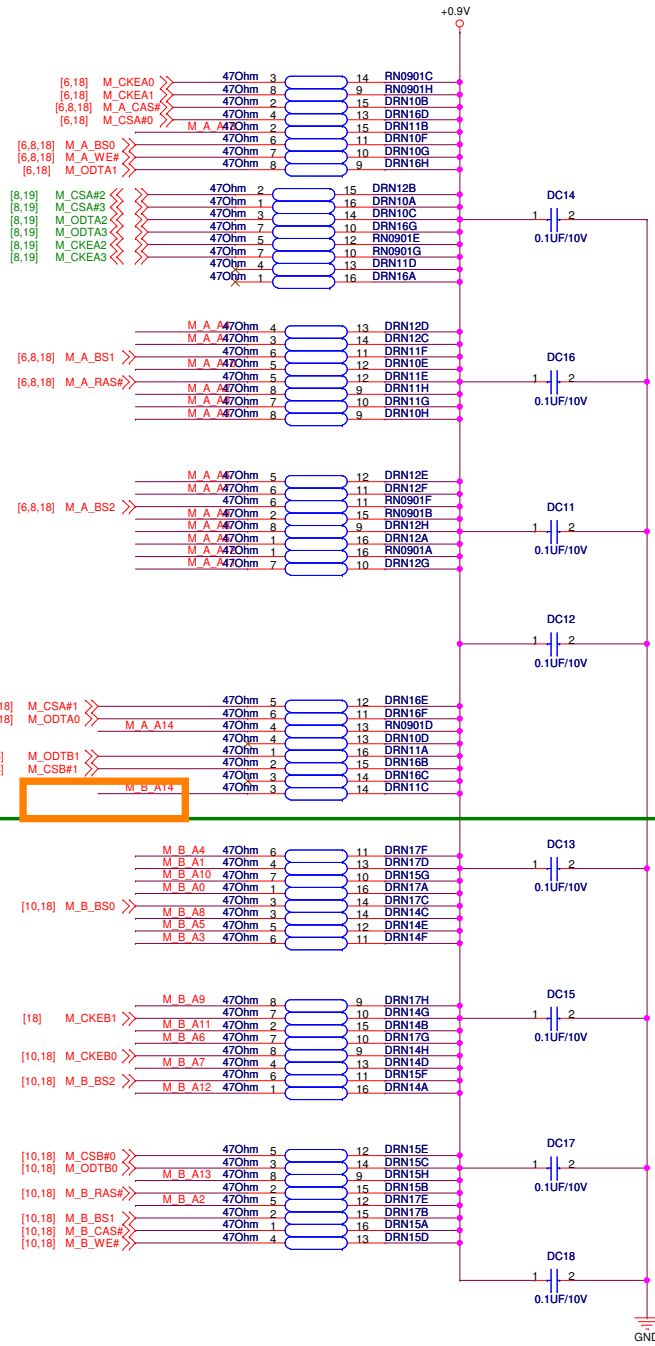 +0.9V
[6,18] M_CKEA0 47Ohm 3 14 RN0901C
[6,18] M_CKEA1 47Ohm 8 9 RN0901H
[6,8,18] M_A_CAS# 47Ohm 2 15 DRN10B
[6,18] M_CSA#0 47Ohm 4 13 DRN16D
47Ohm 2 15 DRN11B
[6,8,18] M_A_BS0 47Ohm 6 11 DRN10F
[6,8,18] M_A_WE# 47Ohm 7 10 DRN10G
[6,18] M_ODTA1 47Ohm 8 9 DRN16H
[8,19] M_CSA#2 47Ohm 2 15 DRN12B
[8,19] M_CSA#3 47Ohm 1 16 DRN10A
[8,19] M_ODTA2 47Ohm 3 14 DRN10C
[8,19] M_ODTA3 47Ohm 7 10 DRN16G
[8,19] M_CKEA2 47Ohm 5 12 RN0901E
[8,19] M_CKEA3 47Ohm 7 10 RN0901G
47Ohm 4 13 DRN11D
47Ohm 1 16 DRN16A
DC14
1 2
0.1UF/10V
47Ohm 4 13 DRN12D
47Ohm 3 14 DRN12C
[6,8,18] M_A_BS1 47Ohm 6 11 DRN11F
47Ohm 5 12 DRN10E
[6,8,18] M_A_RAS# 47Ohm 5 12 DRN11E
47Ohm 8 9 DRN11H
47Ohm 7 10 DRN11G
47Ohm 8 9 DRN10H
DC16
1 2
0.1UF/10V
47Ohm 5 12 DRN12E
47Ohm 6 11 DRN12F
[6,8,18] M_A_BS2 47Ohm 6 11 RN0901F
47Ohm 2 15 RN0901B
47Ohm 8 9 DRN12H
47Ohm 1 16 DRN12A
47Ohm 1 16 RN0901A
47Ohm 7 10 DRN12G
DC11
1 2
0.1UF/10V
DC12
1 2
0.1UF/10V
18] M_CSA#1 47Ohm 5 12 DRN16E
18] M_ODTA0 47Ohm 6 11 DRN16F
M_A_A14 47Ohm 4 13 RN0901D
47Ohm 4 13 DRN10D
M_ODTB1 47Ohm 1 16 DRN11A
M_CSB#1 47Ohm 2 15 DRN16B
47Ohm 3 14 DRN16C
M_B_A14 47Ohm 3 14 DRN11C
M_B_A4 47Ohm 6 11 DRN17F
M_B_A1 47Ohm 4 13 DRN17D
M_B_A10 47Ohm 7 10 DRN15G
M_B_A0 47Ohm 1 16 DRN17A
[10,18] M_B_BS0 47Ohm 3 14 DRN17C
M_B_A8 47Ohm 3 14 DRN14C
M_B_A5 47Ohm 5 12 DRN14E
M_B_A3 47Ohm 6 11 DRN14F
DC13
1 2
0.1UF/10V
M_B_A9 47Ohm 8 9 DRN17H
[18] M_CKEB1 47Ohm 7 10 DRN14G
M_B_A11 47Ohm 2 15 DRN14B
M_B_A6 47Ohm 7 10 DRN17G
[10,18] M_CKEB0 47Ohm 8 9 DRN14H
M_B_A7 47Ohm 4 13 DRN14D
[10,18] M_B_BS2 47Ohm 6 11 DRN15F
M_B_A12 47Ohm 1 16 DRN14A
DC15
1 2
0.1UF/10V
[10,18] M_CSB#0 47Ohm 5 12 DRN15E
[10,18] M_ODTB0 47Ohm 3 14 DRN15C
M_B_A13 47Ohm 8 9 DRN15H
[10,18] M_B_RAS# 47Ohm 2 15 DRN15B
M_B_A2 47Ohm 5 12 DRN17E
[10,18] M_B_BS1 47Ohm 2 15 DRN17B
[10,18] M_B_CAS# 47Ohm 1 16 DRN15A
[10,18] M_B_WE# 47Ohm 4 13 DRN15D
DC17
1 2
0.1UF/10V
DC18
1 2
0.1UF/10V
GND